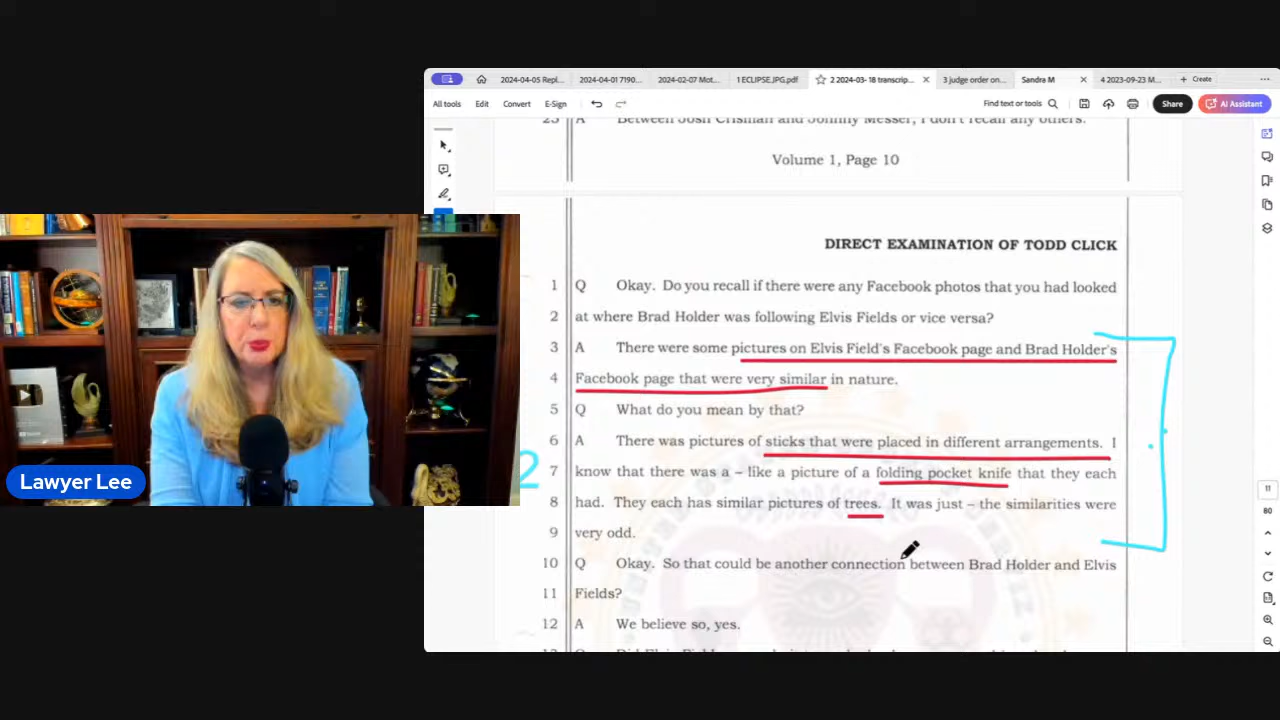 2024-04-05 Repl... 2024-04-01 7190... 2024-02-07 Mot... 1 ECLIPSE.JPG.pdf 2 2024-03- 18 transcrip... 3 judge order on... Sandra M 4 2023-09-23 M... + Create
All tools Edit Convert E-Sign Find text or tools Share AI Assistant
25 A Between Josh Crisman and Johnny Messer, I don't recall any others.
Volume 1, Page 10
DIRECT EXAMINATION OF TODD CLICK
1 Q Okay. Do you recall if there were any Facebook photos that you had looked
2 at where Brad Holder was following Elvis Fields or vice versa?
3 A There were some pictures on Elvis Field's Facebook page and Brad Holder's
4 Facebook page that were very similar in nature.
5 Q What do you mean by that?
6 A There was pictures of sticks that were placed in different arrangements. I
7 know that there was a – like a picture of a folding pocket knife that they each
8 had. They each has similar pictures of trees. It was just – the similarities were
9 very odd.
10 Q Okay. So that could be another connection between Brad Holder and Elvis
11 Fields?
12 A We believe so, yes.
2
Lawyer Lee
11
80